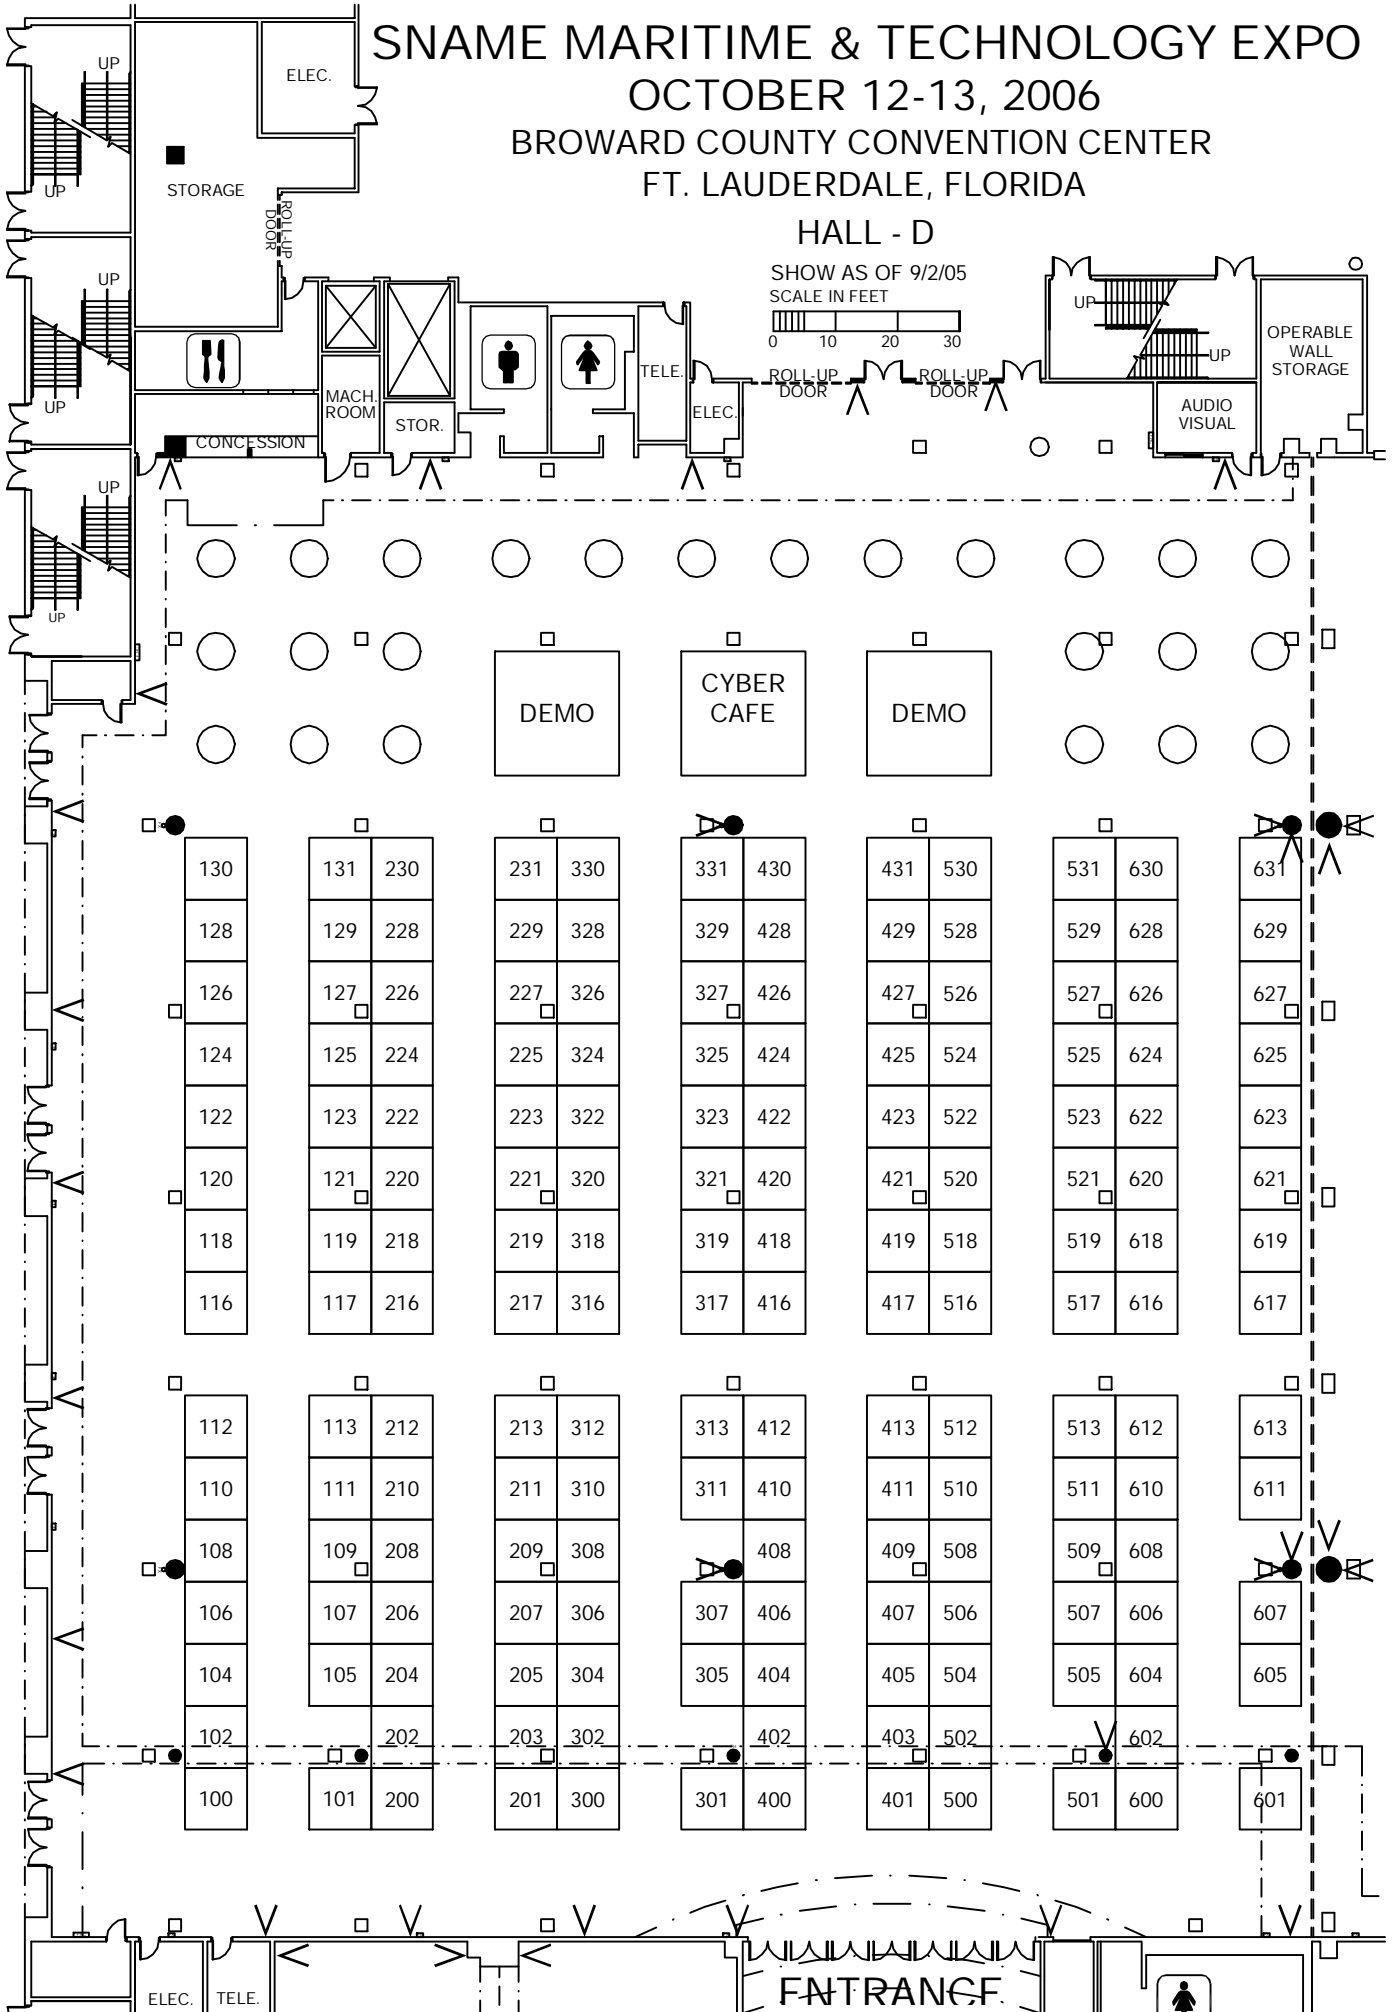 SNAME MARITIME & TECHNOLOGY EXPO
OCTOBER 12-13, 2006
BROWARD COUNTY CONVENTION CENTER
FT. LAUDERDALE, FLORIDA
HALL - D
SHOW AS OF 9/2/05
SCALE IN FEET
0 10 20 30
UP
ELEC.
UP
STORAGE
ROLL-UP
DOOR
UP
UP
UP
UP
MACH.
ROOM
STOR.
CONCESSION
TELE.
ELEC.
ROLL-UP
DOOR
ROLL-UP
DOOR
UP
UP
AUDIO
VISUAL
OPERABLE
WALL
STORAGE
DEMO
CYBER
CAFE
DEMO
130 131 230 231 330 331 430 431 530 531 630 631
128 129 228 229 328 329 428 429 528 529 628 629
126 127 226 227 326 327 426 427 526 527 626 627
124 125 224 225 324 325 424 425 524 525 624 625
122 123 222 223 322 323 422 423 522 523 622 623
120 121 220 221 320 321 420 421 520 521 620 621
118 119 218 219 318 319 418 419 518 519 618 619
116 117 216 217 316 317 416 417 516 517 616 617
112 113 212 213 312 313 412 413 512 513 612 613
110 111 210 211 310 311 410 411 510 511 610 611
108 109 208 209 308 408 409 508 509 608
106 107 206 207 306 307 406 407 506 507 606 607
104 105 204 205 304 305 404 405 504 505 604 605
102 202 203 302 402 403 502 602
100 101 200 201 300 301 400 401 500 501 600 601
ELEC.
TELE.
ENTRANCE